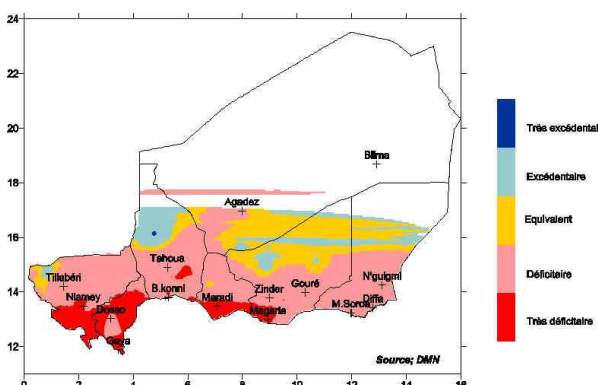 24
22
20
18
16
14
12
0
2
4
6
8
10
12
14
16
Bilma
Agadez
Tahoua
Tillabéri
N'guigmi
B.konni
Zinder
Gouré
Niamey
Maradi
Diffa
Dosso
Magaria
M.Soroa
Gaya
Source; DMN
Très excédental
Excédentaire
Equivalent
Déficitaire
Très déficitaire